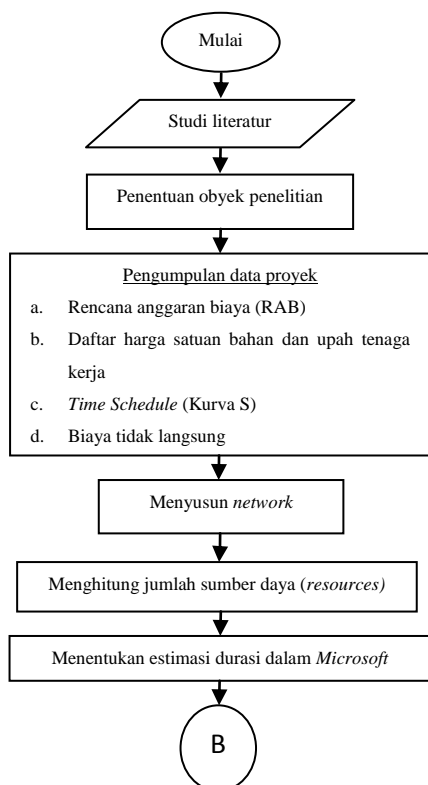 Mulai
Studi literatur
Penentuan obyek penelitian
Pengumpulan data proyek
a. Rencana anggaran biaya (RAB)
b. Daftar harga satuan bahan dan upah tenaga
kerja
c. Time Schedule (Kurva S)
d. Biaya tidak langsung
Menyusun network
Menghitung jumlah sumber daya (resources)
Menentukan estimasi durasi dalam Microsoft
B